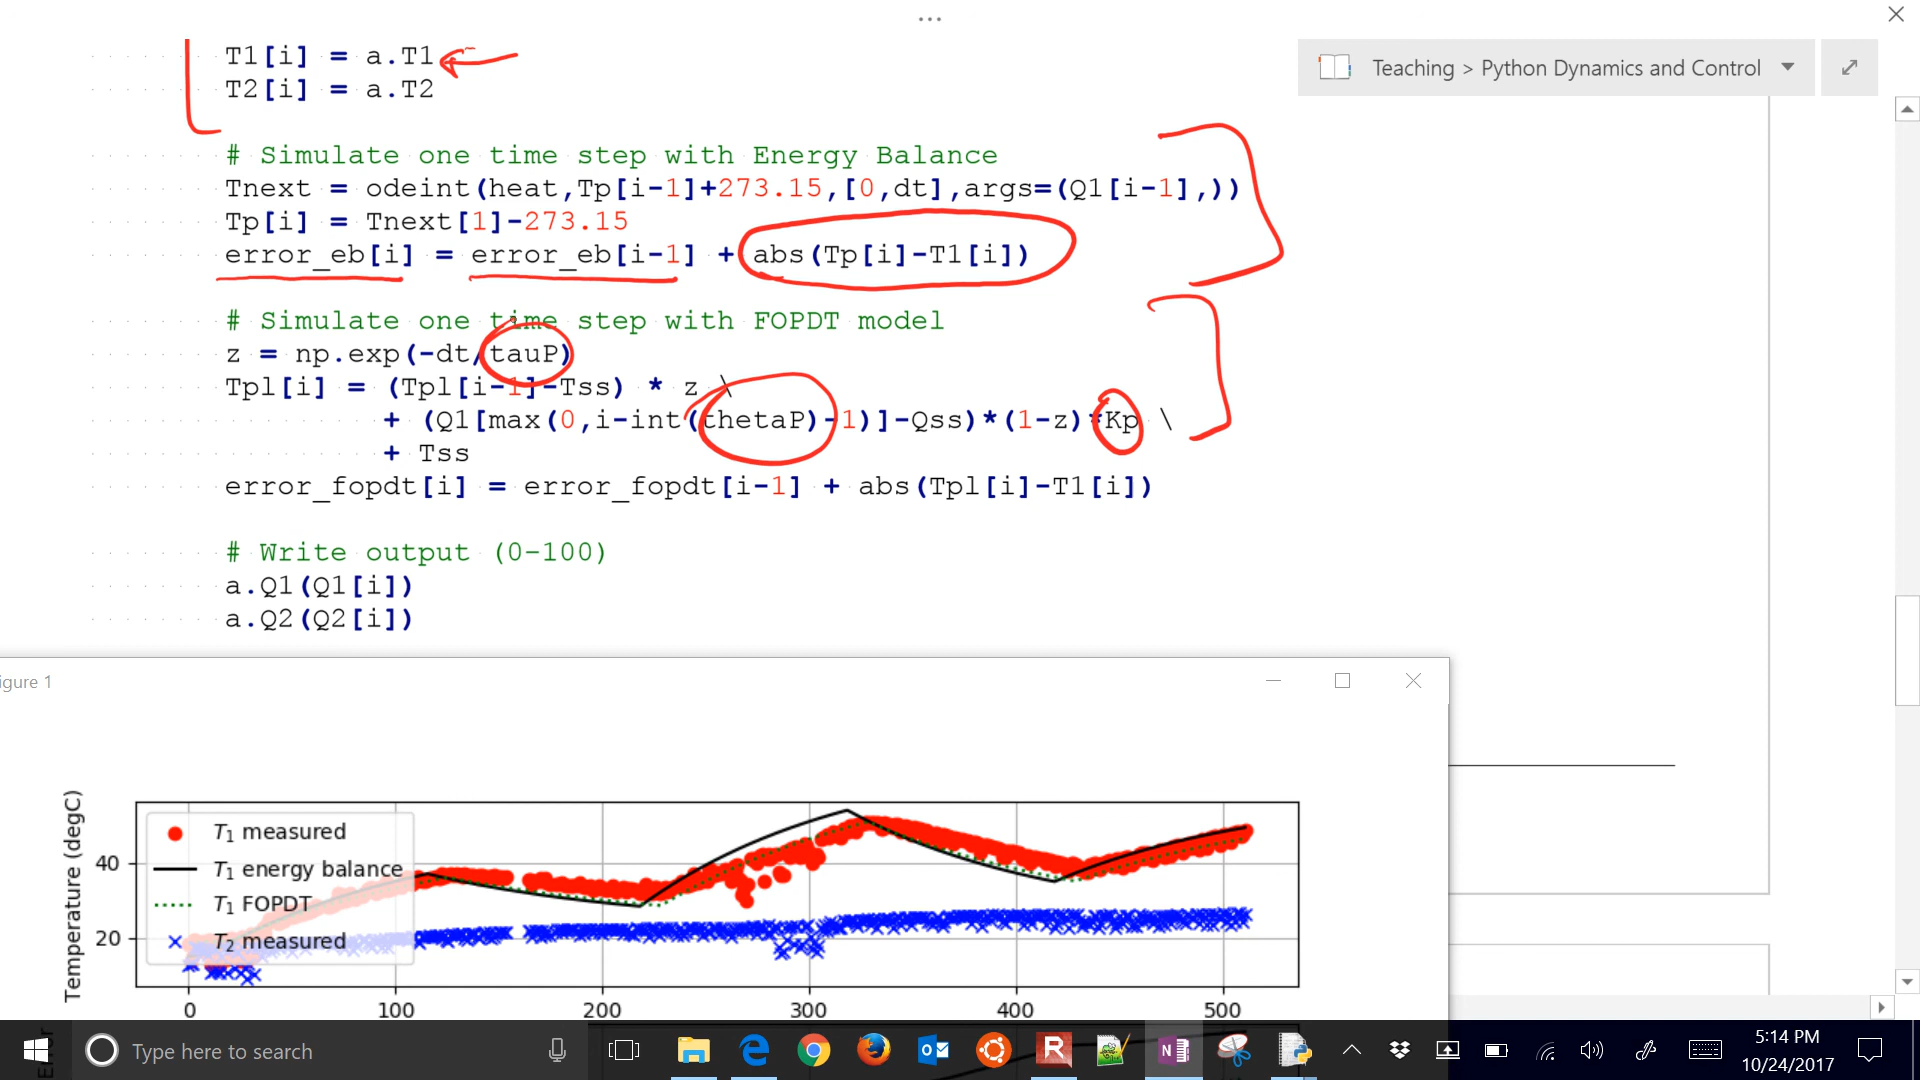 T1[i] = a.T1
T2[i] = a.T2
Teaching > Python Dynamics and Control
# Simulate one time step with Energy Balance
Tnext = odeint(heat,Tp[i-1]+273.15,[0,dt],args=(Q1[i-1],))
Tp[i] = Tnext[1]-273.15
error_eb[i] = error_eb[i-1] + abs(Tp[i]-T1[i])
# Simulate one time step with FOPDT model
z = np.exp(-dt/tauP)
Tpl[i] = (Tpl[i-1]-Tss) * z \
+ (Q1[max(0,i-int(thetaP)-1)]-Qss)*(1-z)*Kp \
+ Tss
error_fopdt[i] = error_fopdt[i-1] + abs(Tpl[i]-T1[i])
# Write output (0-100)
a.Q1(Q1[i])
a.Q2(Q2[i])
igure 1
Temperature (degC)
40
20
T1 measured
T1 energy balance
T1 FOPDT
T2 measured
0 100 200 300 400 500
Type here to search
5:14 PM
10/24/2017